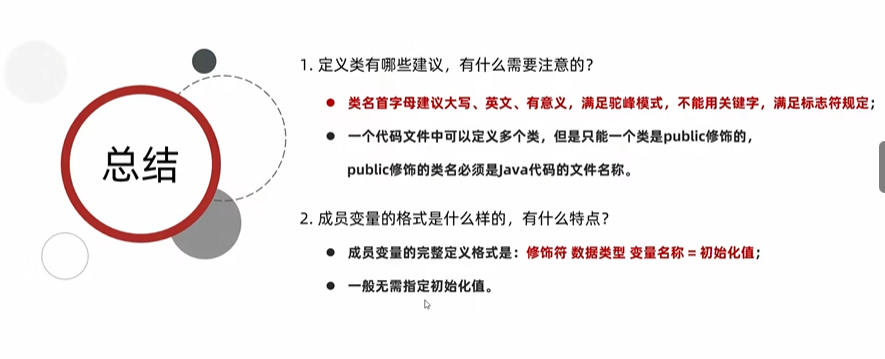 总结
1. 定义类有哪些建议，有什么需要注意的？
● 类名首字母建议大写、英文、有意义，满足驼峰模式，不能用关键字，满足标志符规定；
● 一个代码文件中可以定义多个类，但是只能一个类是public修饰的，
public修饰的类名必须是Java代码的文件名称。
2. 成员变量的格式是什么样的，有什么特点？
● 成员变量的完整定义格式是：修饰符 数据类型 变量名称 = 初始化值；
● 一般无需指定初始化值。